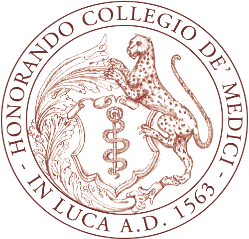 HONORANDO COLLEGIO DE' MEDICI
- IN LUCA A.D. 1563 -